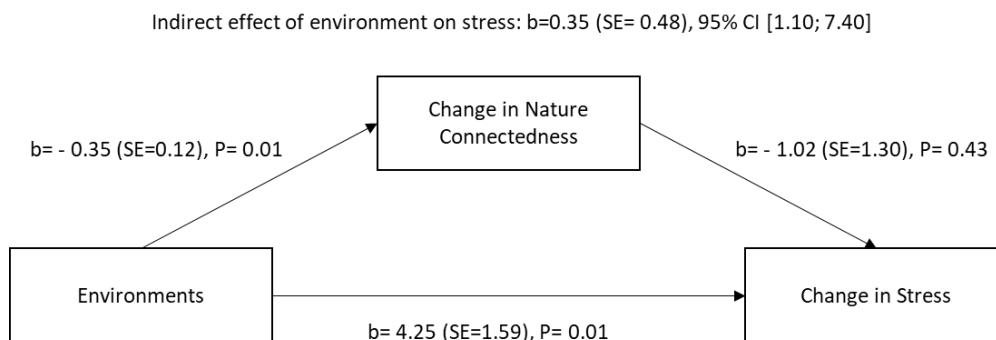 Indirect effect of environment on stress: b=0.35 (SE= 0.48), 95% CI [1.10; 7.40]
Change in Nature
Connectedness
b= - 0.35 (SE=0.12), P= 0.01
b= - 1.02 (SE=1.30), P= 0.43
Environments
Change in Stress
b= 4.25 (SE=1.59), P= 0.01